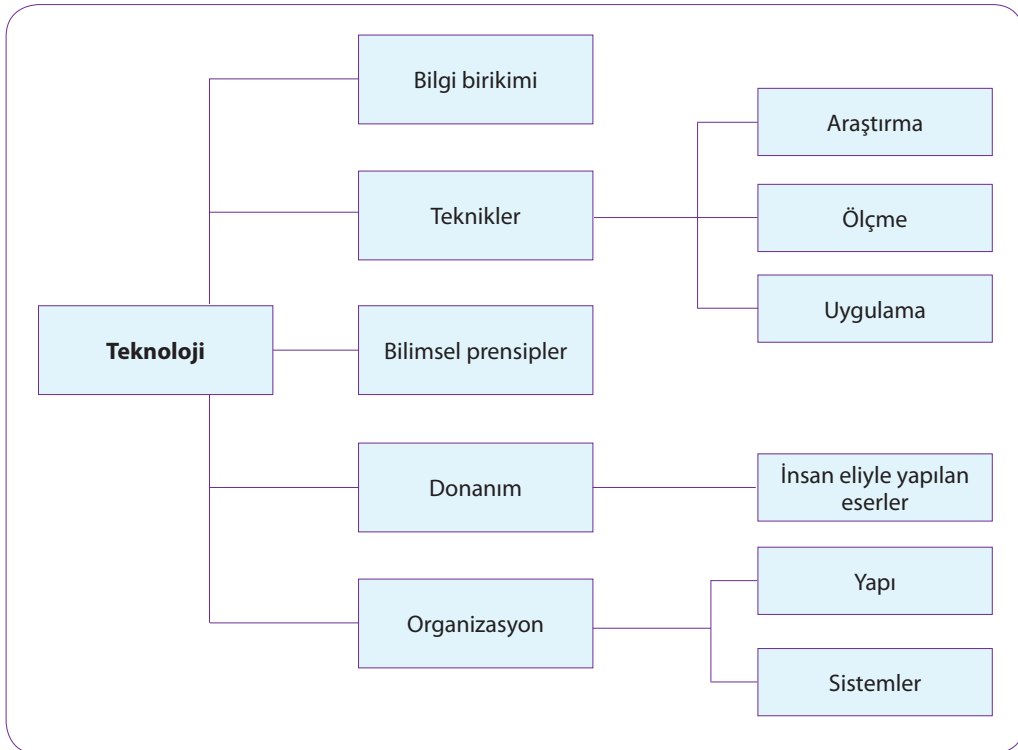 Bilgi birikimi
Araştırma
Teknikler
Ölçme
Uygulama
Teknoloji
Bilimsel prensipler
Donanım
İnsan eliyle yapılan
eserler
Organizasyon
Yapı
Sistemler